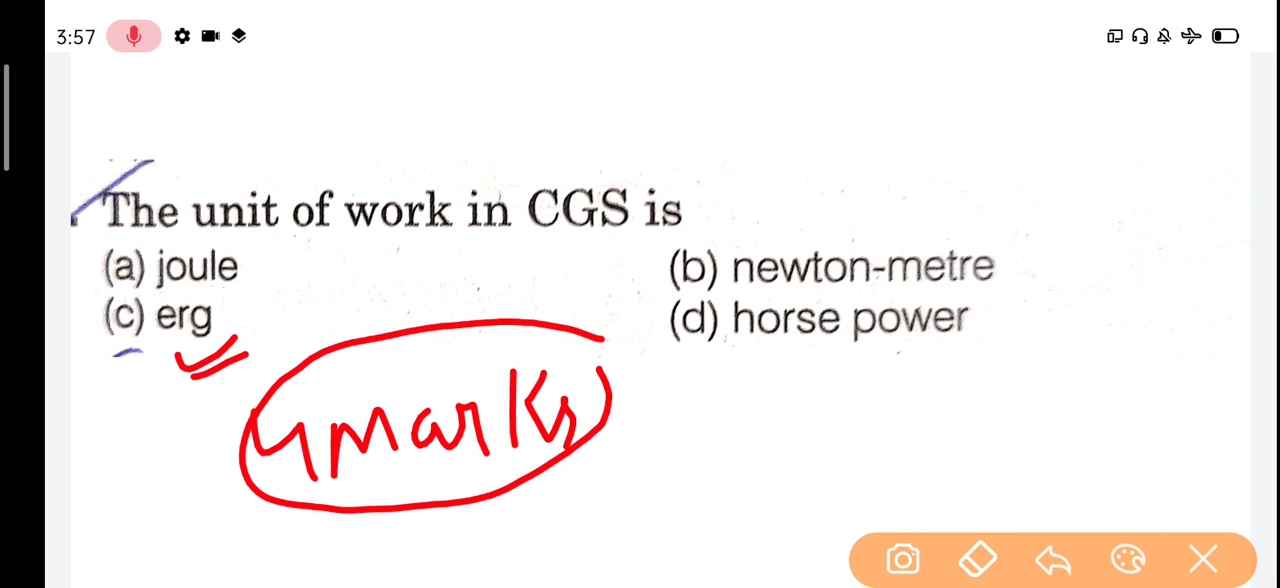 3:57
The unit of work in CGS is
(a) joule (b) newton-metre
(c) erg (d) horse power
4marks